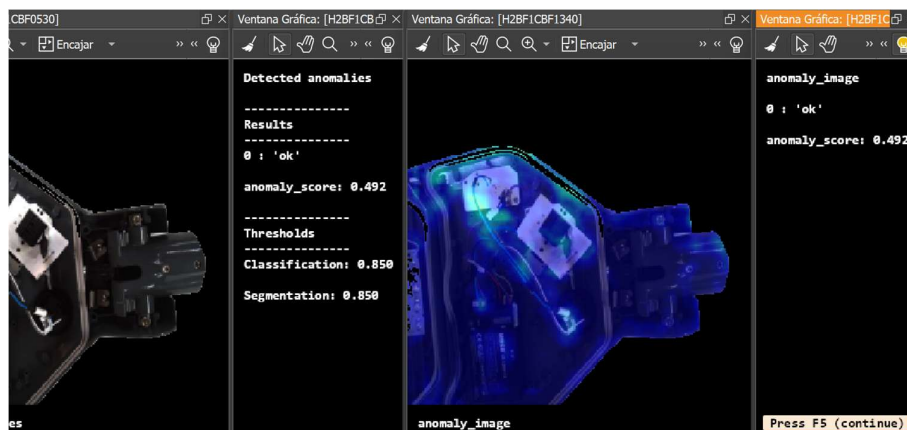 .CBF0530]
Encajar
es
Ventana Gráfica: [H2BF1CB
Detected anomalies
---------------
Results
---------------
0 : 'ok'
anomaly_score: 0.492
---------------
Thresholds
---------------
Classification: 0.850
Segmentation: 0.850
Ventana Gráfica: [H2BF1CBF1340]
Encajar
anomaly_image
Ventana Gráfica: [H2BF1C
anomaly_image
0 : 'ok'
anomaly_score: 0.492
Press F5 (continue)